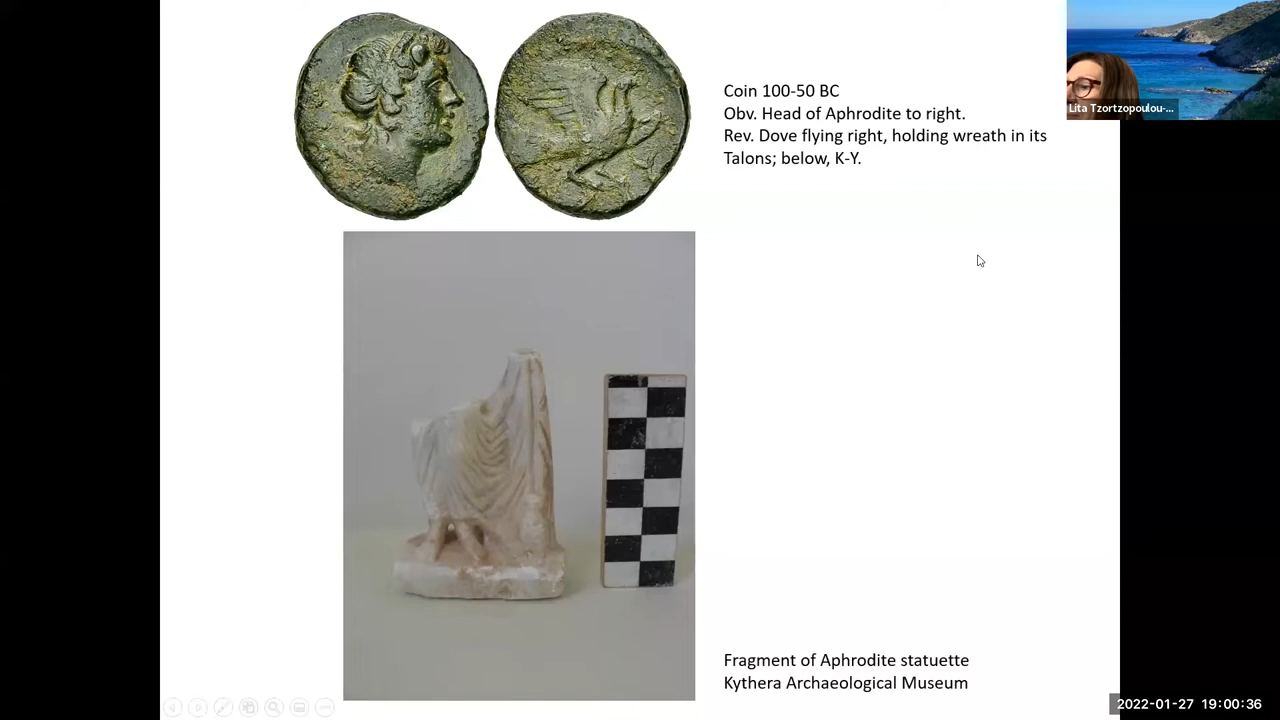 Coin 100-50 BC
Obv. Head of Aphrodite to right.
Rev. Dove flying right, holding wreath in its
Talons; below, K-Y.
Lita Tzortzopoulou-...
Fragment of Aphrodite statuette
Kythera Archaeological Museum
2022-01-27 19:00:36